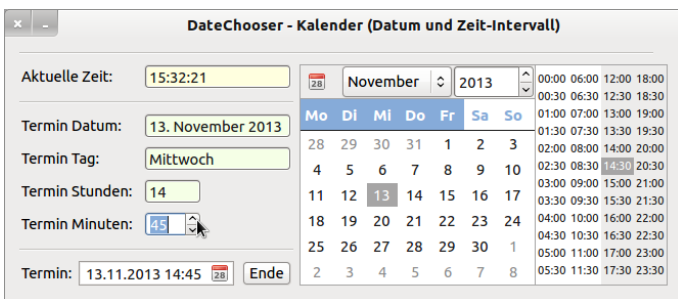 DateChooser - Kalender (Datum und Zeit-Intervall)
Aktuelle Zeit: 15:32:21
Termin Datum: 13. November 2013
Termin Tag: Mittwoch
Termin Stunden: 14
Termin Minuten: 45
Termin: 13.11.2013 14:45 28 Ende
28 November 2013
Mo Di Mi Do Fr Sa So
28 29 30 31 1 2 3
4 5 6 7 8 9 10
11 12 13 14 15 16 17
18 19 20 21 22 23 24
25 26 27 28 29 30 1
2 3 4 5 6 7 8
00:00 06:00 12:00 18:00
00:30 06:30 12:30 18:30
01:00 07:00 13:00 19:00
01:30 07:30 13:30 19:30
02:00 08:00 14:00 20:00
02:30 08:30 14:30 20:30
03:00 09:00 15:00 21:00
03:30 09:30 15:30 21:30
04:00 10:00 16:00 22:00
04:30 10:30 16:30 22:30
05:00 11:00 17:00 23:00
05:30 11:30 17:30 23:30